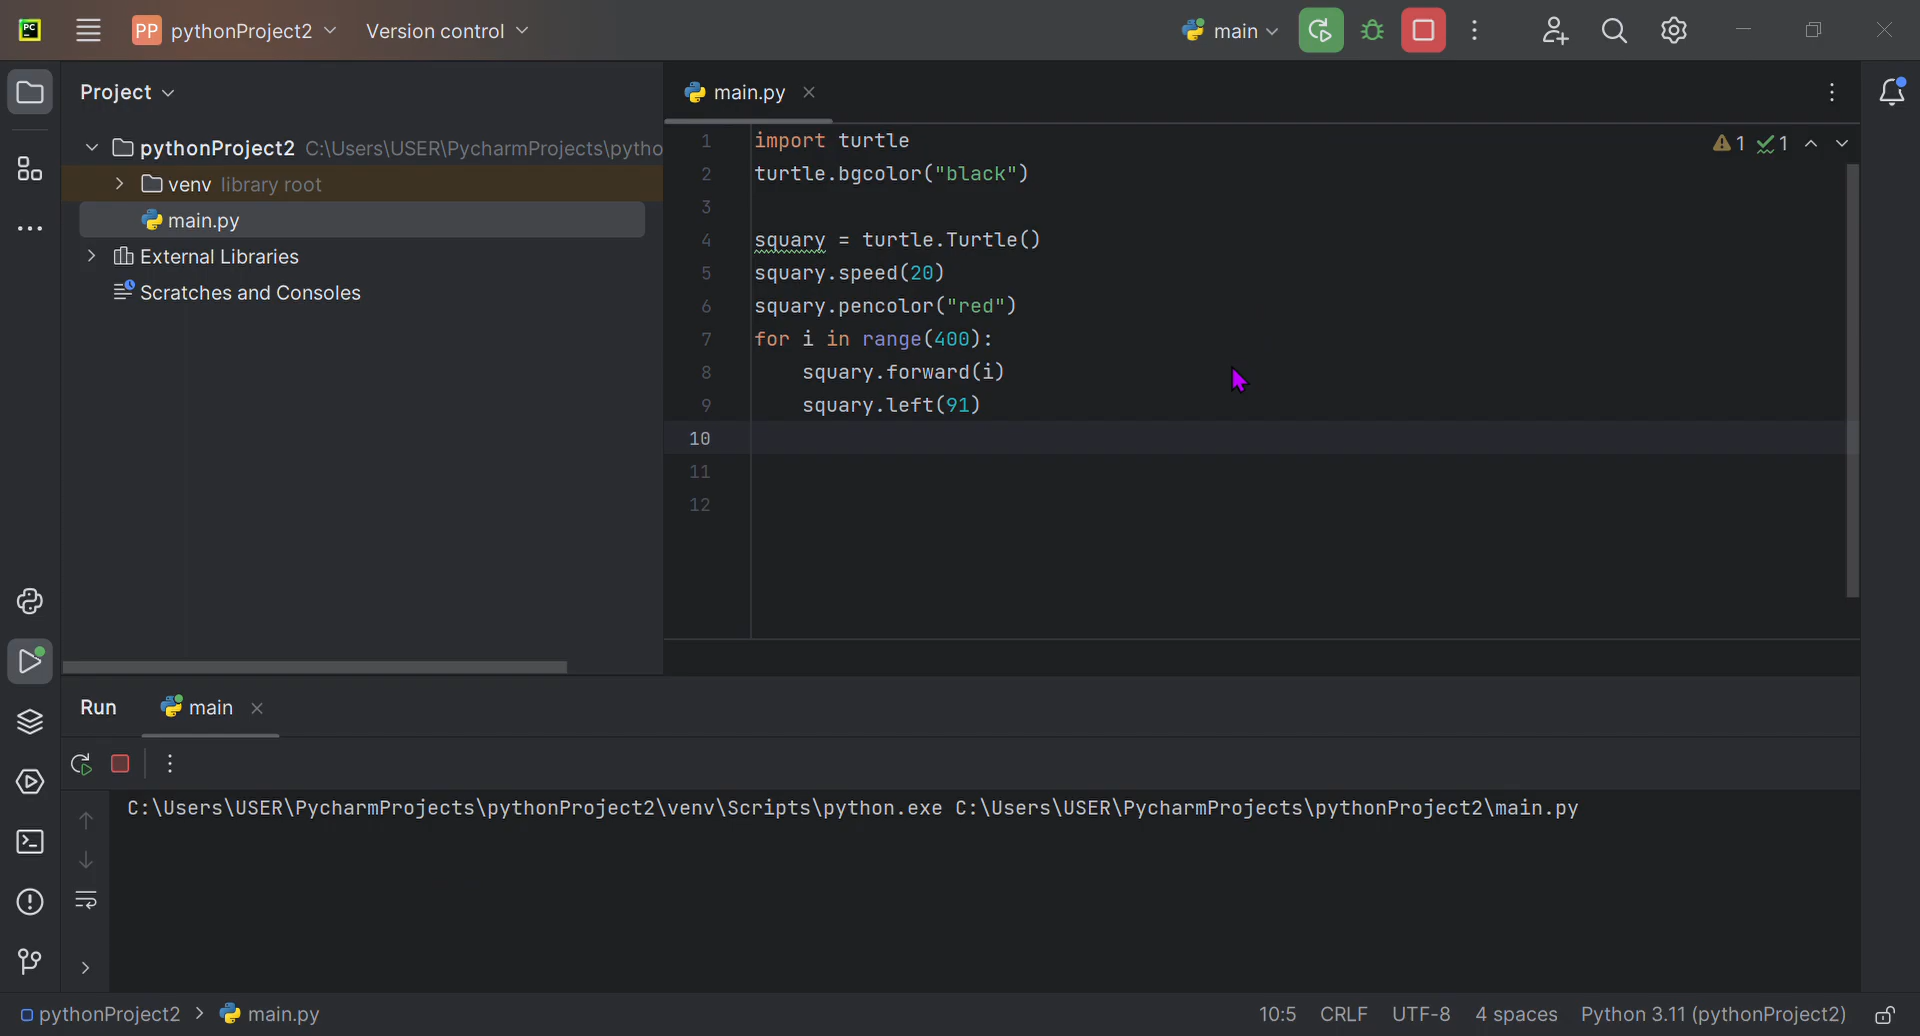 PC
PP pythonProject2 Version control main
Project
main.py
pythonProject2 C:\Users\USER\PycharmProjects\pytho
venv library root
main.py
External Libraries
Scratches and Consoles
1 1
1 import turtle
2 turtle.bgcolor("black")
3
4 squary = turtle.Turtle()
5 squary.speed(20)
6 squary.pencolor("red")
7 for i in range(400):
8 squary.forward(i)
9 squary.left(91)
10
11
12
Run main
C:\Users\USER\PycharmProjects\pythonProject2\venv\Scripts\python.exe C:\Users\USER\PycharmProjects\pythonProject2\main.py
pythonProject2 > main.py 10:5 CRLF UTF-8 4 spaces Python 3.11 (pythonProject2)